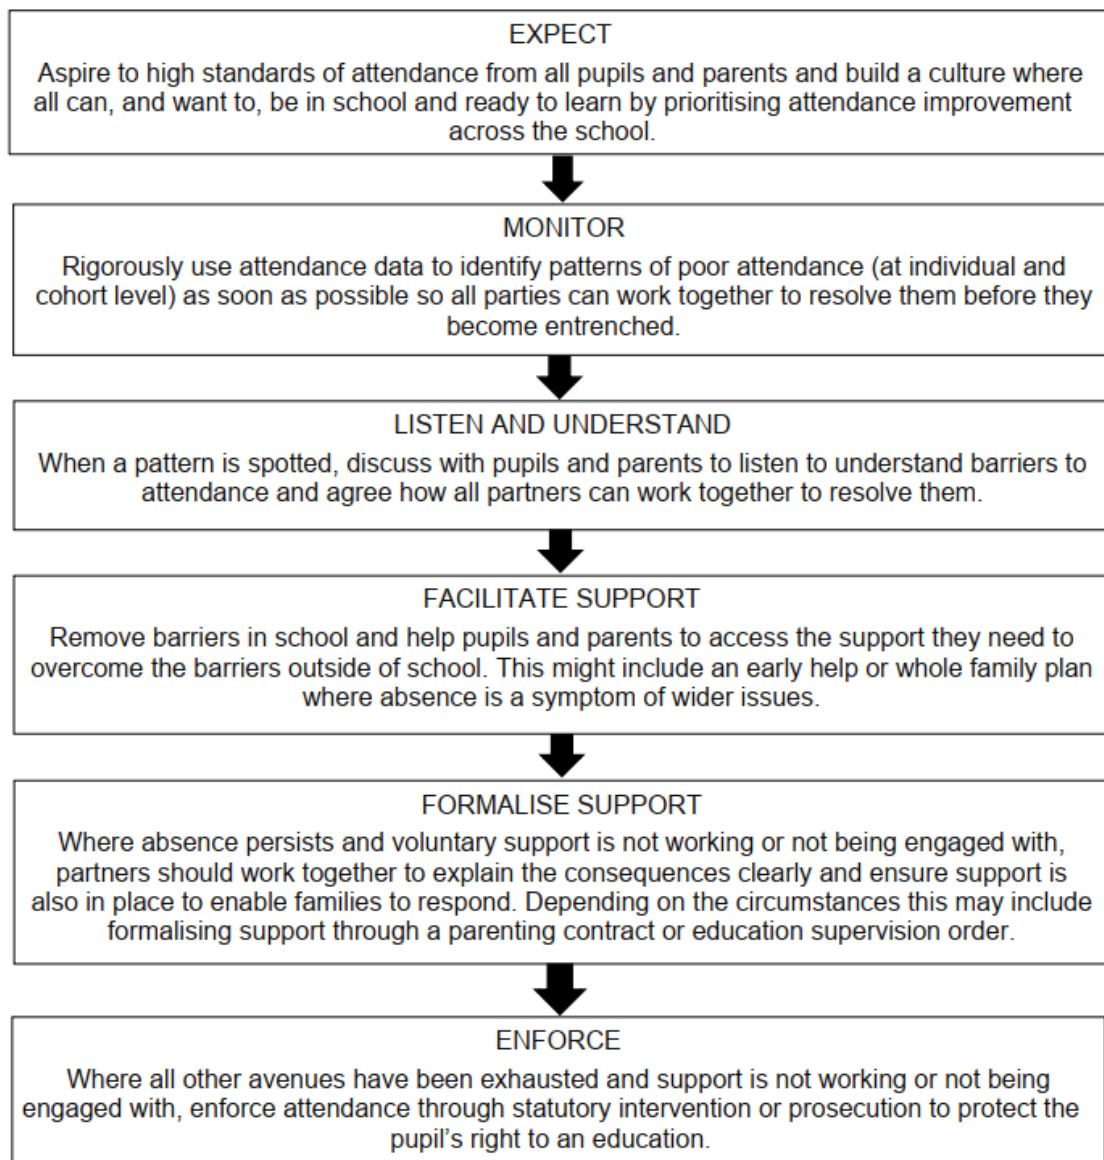 EXPECT
Aspire to high standards of attendance from all pupils and parents and build a culture where
all can, and want to, be in school and ready to learn by prioritising attendance improvement
across the school.
MONITOR
Rigorously use attendance data to identify patterns of poor attendance (at individual and
cohort level) as soon as possible so all parties can work together to resolve them before they
become entrenched.
LISTEN AND UNDERSTAND
When a pattern is spotted, discuss with pupils and parents to listen to understand barriers to
attendance and agree how all partners can work together to resolve them.
FACILITATE SUPPORT
Remove barriers in school and help pupils and parents to access the support they need to
overcome the barriers outside of school. This might include an early help or whole family plan
where absence is a symptom of wider issues.
FORMALISE SUPPORT
Where absence persists and voluntary support is not working or not being engaged with,
partners should work together to explain the consequences clearly and ensure support is
also in place to enable families to respond. Depending on the circumstances this may include
formalising support through a parenting contract or education supervision order.
ENFORCE
Where all other avenues have been exhausted and support is not working or not being
engaged with, enforce attendance through statutory intervention or prosecution to protect the
pupil's right to an education.